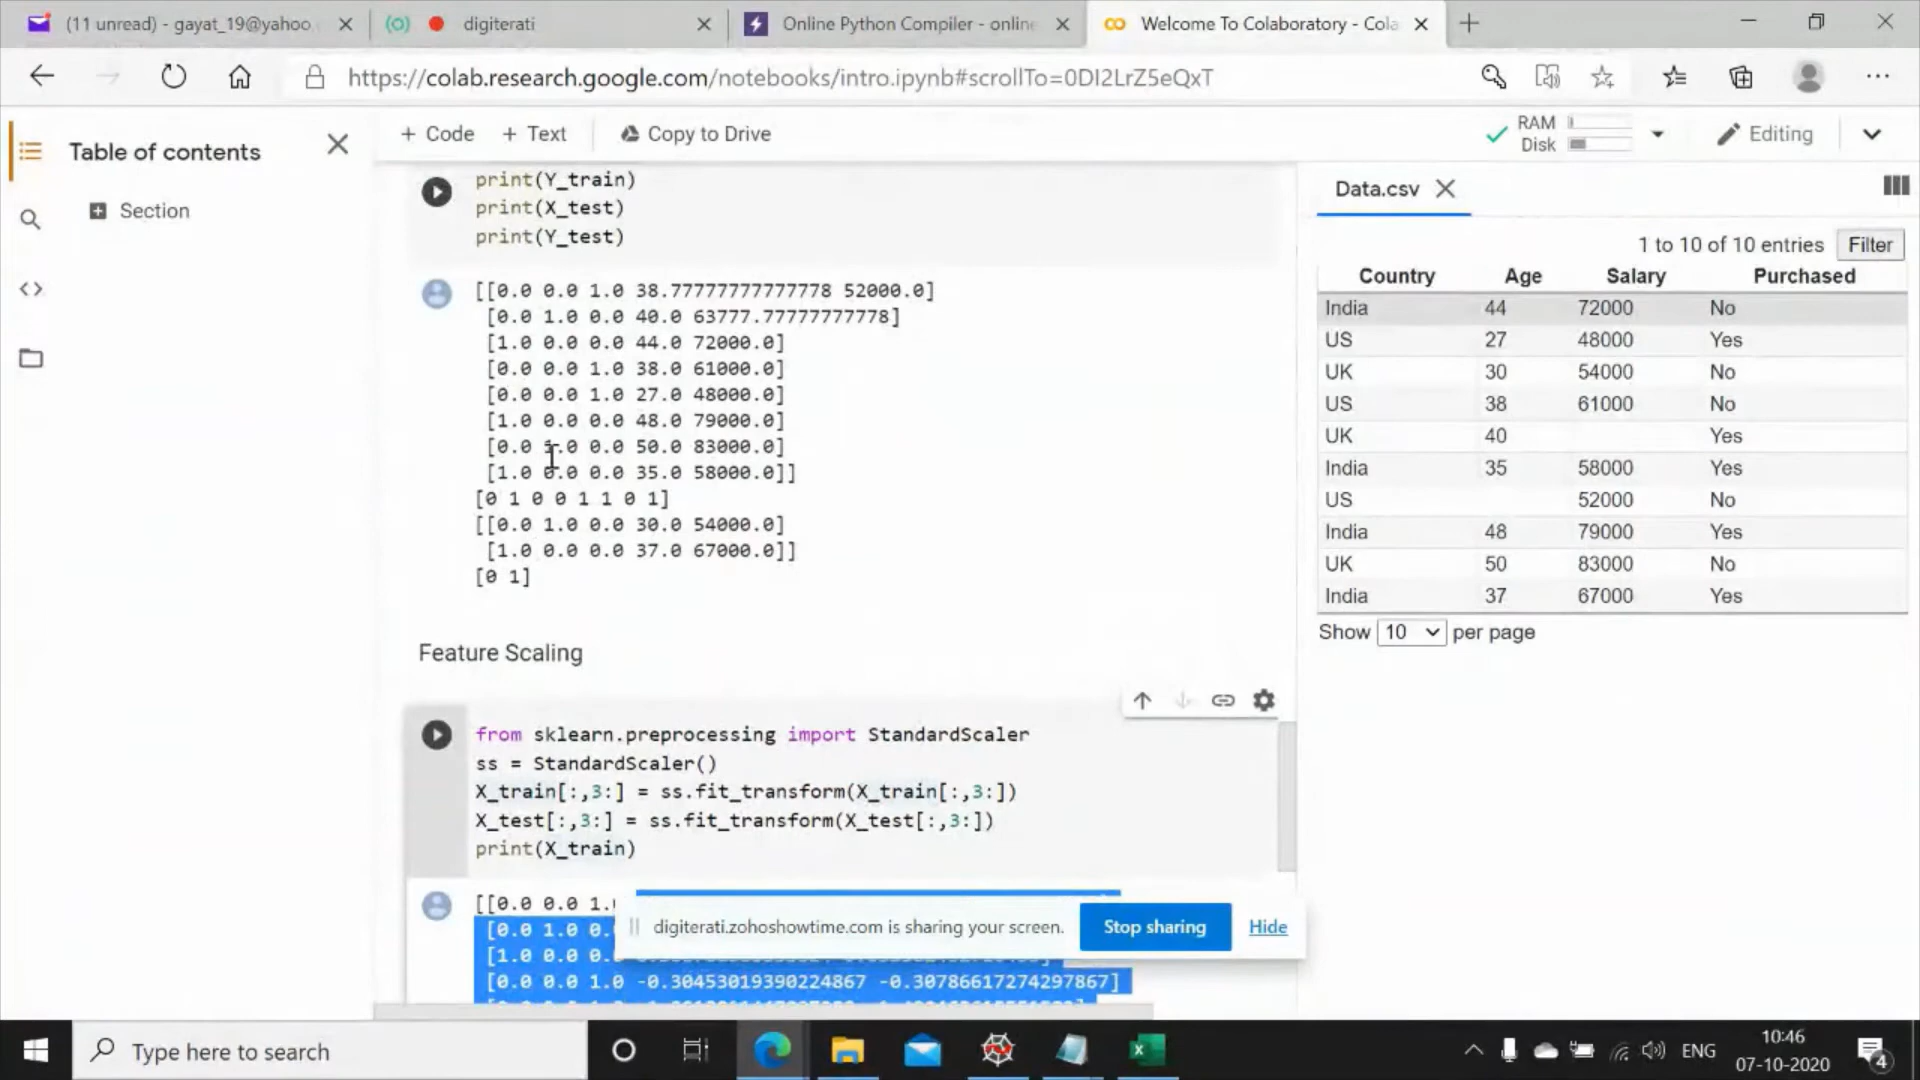 (11 unread) - gayat_19@yahoo.
digiterati
Online Python Compiler - online
Welcome To Colaboratory - Cola
https://colab.research.google.com/notebooks/intro.ipynb#scrollTo=0DI2LrZ5eQxT
Table of contents
Section
+ Code + Text Copy to Drive
RAM
Disk
Editing
print(Y_train)
print(X_test)
print(Y_test)
[[0.0 0.0 1.0 38.77777777777778 52000.0]
[0.0 1.0 0.0 40.0 63777.77777777778]
[1.0 0.0 0.0 44.0 72000.0]
[0.0 0.0 1.0 38.0 61000.0]
[0.0 0.0 1.0 27.0 48000.0]
[1.0 0.0 0.0 48.0 79000.0]
[0.0 1.0 0.0 50.0 83000.0]
[1.0 0.0 0.0 35.0 58000.0]]
[0 1 0 0 1 1 0 1]
[[0.0 1.0 0.0 30.0 54000.0]
[1.0 0.0 0.0 37.0 67000.0]]
[0 1]
Feature Scaling
from sklearn.preprocessing import StandardScaler
ss = StandardScaler()
X_train[:,3:] = ss.fit_transform(X_train[:,3:])
X_test[:,3:] = ss.fit_transform(X_test[:,3:])
print(X_train)
[[0.0 0.0 1.
[0.0 1.0 0.
[1.0 0.0 0.
[0.0 0.0 1.0 -0.30453019390224867 -0.307866172742978​67]
digiterati.zohoshowtime.com is sharing your screen.
Stop sharing
Hide
Data.csv
1 to 10 of 10 entries Filter
Country Age Salary Purchased
India 44 72000 No
US 27 48000 Yes
UK 30 54000 No
US 38 61000 No
UK 40 Yes
India 35 58000 Yes
US 52000 No
India 48 79000 Yes
UK 50 83000 No
India 37 67000 Yes
Show 10 per page
Type here to search
ENG
10:46
07-10-2020
4